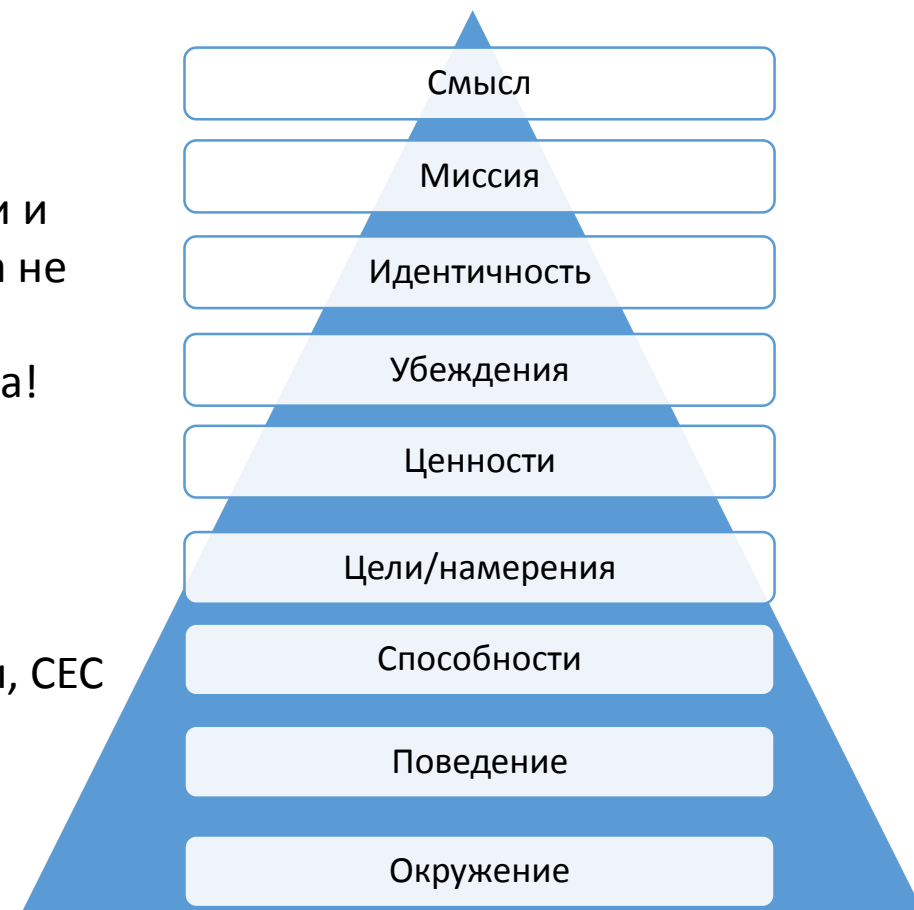 Смысл
Миссия
и и
не
Идентичность
а!
Убеждения
Ценности
Цели/намерения
Способности
, СЕС
Поведение
Окружение